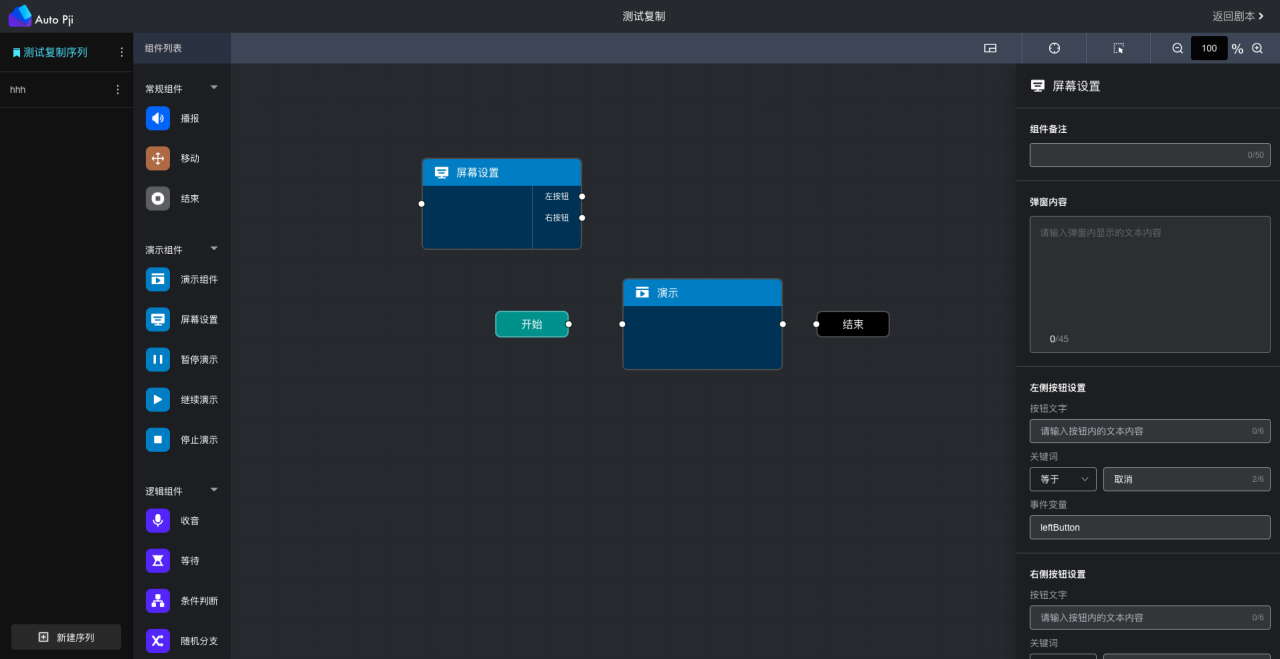 Auto Pji
测试复制
返回剧本
测试复制序列
hhh
新建序列
组件列表
常规组件
播报
移动
结束
演示组件
演示组件
屏幕设置
暂停演示
继续演示
停止演示
逻辑组件
收音
等待
条件判断
随机分支
100 %
屏幕设置
左按钮
右按钮
开始
演示
结束
屏幕设置
组件备注
0/50
弹窗内容
请输入弹窗内显示的文本内容
0/45
左侧按钮设置
按钮文字
请输入按钮内的文本内容 0/6
关键词
等于 取消 2/6
事件变量
leftButton
右侧按钮设置
按钮文字
请输入按钮内的文本内容 0/6
关键词